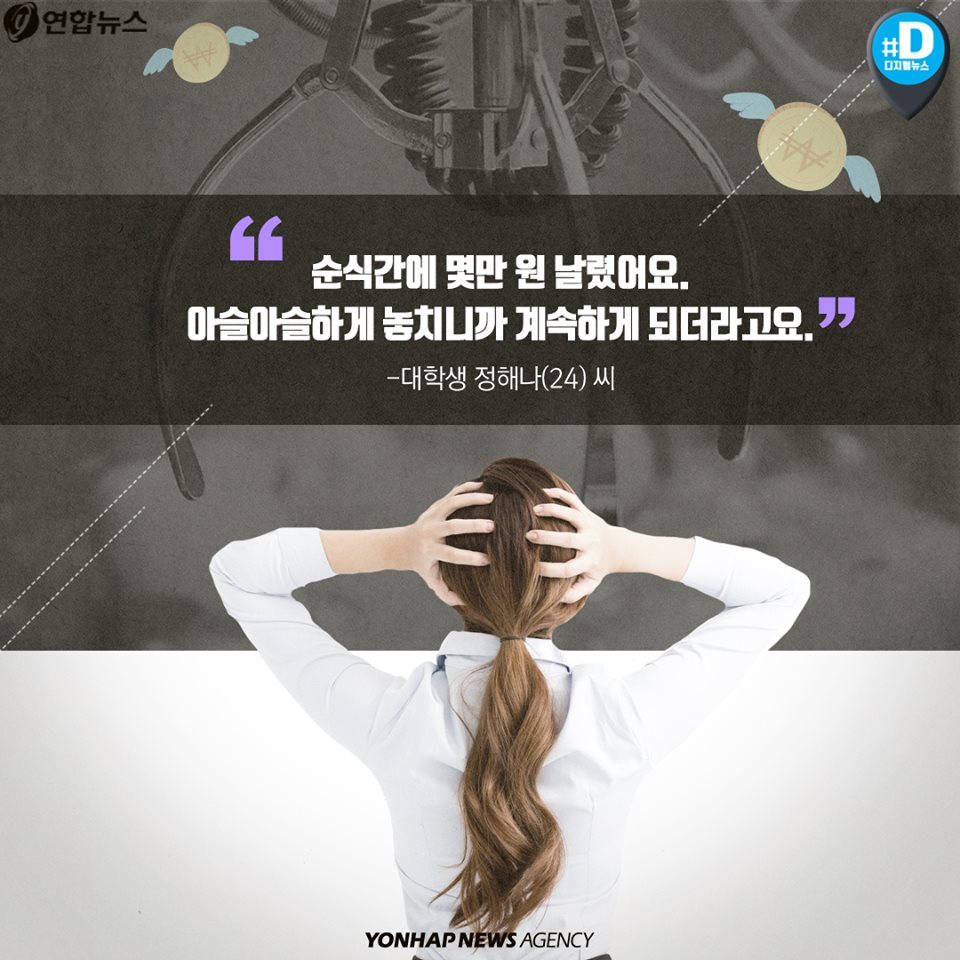 연합뉴스
#D
디지털뉴스
₩
₩
“ 순식간에 몇만 원 날렸어요.
아슬아슬하게 놓치니까 계속하게 되더라고요. ”
-대학생 정해나(24) 씨
YONHAP NEWS AGENCY